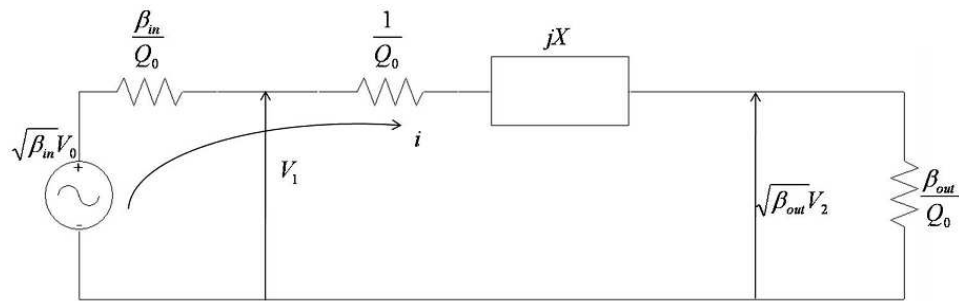 β_in / Q_0
1 / Q_0
jX
√β_in V_0
+
-
i
V_1
√β_out V_2
β_out / Q_0